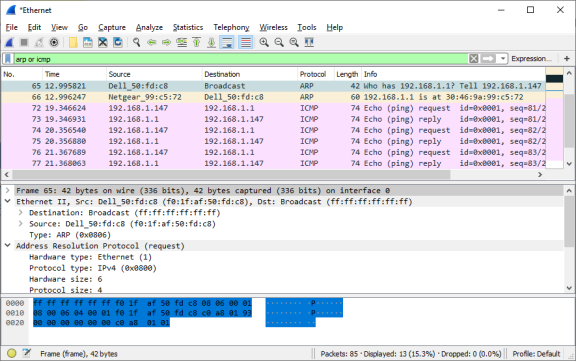 *Ethernet
File Edit View Go Capture Analyze Statistics Telephony Wireless Tools Help
arp or icmp Expression... +
No. Time Source Destination Protocol Length Info
65 12.995821 Dell_50:fd:c8 Broadcast ARP 42 Who has 192.168.1.1? Tell 192.168.1.147
66 12.996247 Netgear_99:c5:72 Dell_50:fd:c8 ARP 60 192.168.1.1 is at 30:46:9a:99:c5:72
72 19.346624 192.168.1.147 192.168.1.1 ICMP 74 Echo (ping) request id=0x0001, seq=81/2
73 19.346931 192.168.1.1 192.168.1.147 ICMP 74 Echo (ping) reply id=0x0001, seq=81/2
74 20.356540 192.168.1.147 192.168.1.1 ICMP 74 Echo (ping) request id=0x0001, seq=82/2
75 20.356880 192.168.1.1 192.168.1.147 ICMP 74 Echo (ping) reply id=0x0001, seq=82/2
76 21.367689 192.168.1.147 192.168.1.1 ICMP 74 Echo (ping) request id=0x0001, seq=83/2
77 21.368063 192.168.1.1 192.168.1.147 ICMP 74 Echo (ping) reply id=0x0001, seq=83/2
Frame 65: 42 bytes on wire (336 bits), 42 bytes captured (336 bits) on interface 0
Ethernet II, Src: Dell_50:fd:c8 (f0:1f:af:50:fd:c8), Dst: Broadcast (ff:ff:ff:ff:ff:ff)
Destination: Broadcast (ff:ff:ff:ff:ff:ff)
Source: Dell_50:fd:c8 (f0:1f:af:50:fd:c8)
Type: ARP (0x0806)
Address Resolution Protocol (request)
Hardware type: Ethernet (1)
Protocol type: IPv4 (0x0800)
Hardware size: 6
Protocol size: 4
0000 ff ff ff ff ff ff f0 1f af 50 fd c8 08 06 00 01 ········ ·P······
0010 08 00 06 04 00 01 f0 1f af 50 fd c8 c0 a8 01 93 ········ ·P······
0020 00 00 00 00 00 00 c0 a8 01 01 ········ ··
Frame (frame), 42 bytes Packets: 85 · Displayed: 13 (15.3%) · Dropped: 0 (0.0%) Profile: Default